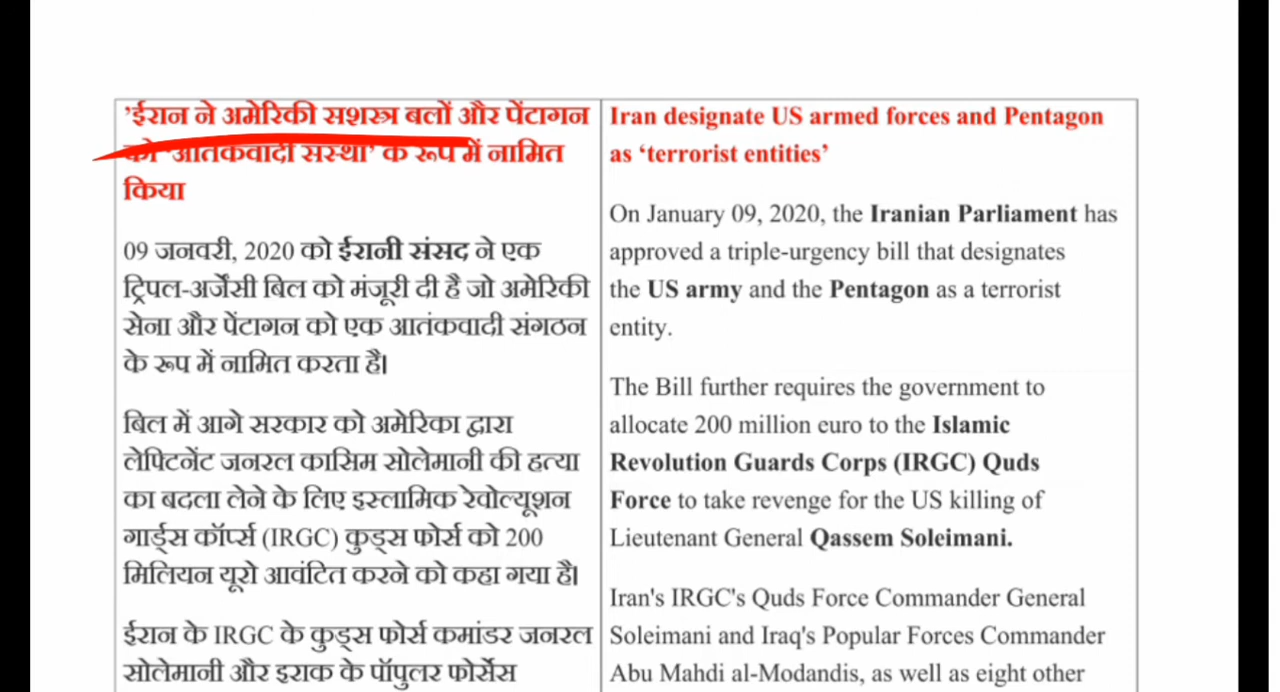 ’ईरान ने अमेरिकी सशस्त्र बलों और पेंटागन
को ‘आतंकवादी संस्था’ के रूप में नामित
किया
09 जनवरी, 2020 को ईरानी संसद ने एक
ट्रिपल-अर्जेंसी बिल को मंजूरी दी है जो अमेरिकी
सेना और पेंटागन को एक आतंकवादी संगठन
के रूप में नामित करता है।
बिल में आगे सरकार को अमेरिका द्वारा
लेफ्टिनेंट जनरल कासिम सोलेमानी की हत्या
का बदला लेने के लिए इस्लामिक रेवोल्यूशन
गार्ड्स कॉर्प्स (IRGC) कुड्स फोर्स को 200
मिलियन यूरो आवंटित करने को कहा गया है।
ईरान के IRGC के कुड्स फोर्स कमांडर जनरल
सोलेमानी और इराक के पॉपुलर फोर्सेस
Iran designate US armed forces and Pentagon
as ‘terrorist entities’
On January 09, 2020, the Iranian Parliament has
approved a triple-urgency bill that designates
the US army and the Pentagon as a terrorist
entity.
The Bill further requires the government to
allocate 200 million euro to the Islamic
Revolution Guards Corps (IRGC) Quds
Force to take revenge for the US killing of
Lieutenant General Qassem Soleimani.
Iran's IRGC's Quds Force Commander General
Soleimani and Iraq's Popular Forces Commander
Abu Mahdi al-Modandis, as well as eight other